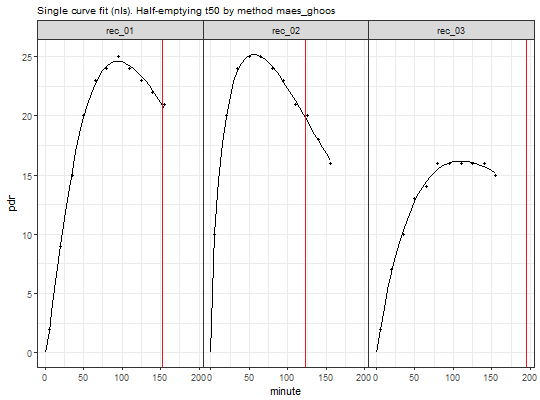 Single curve fit (nls). Half-emptying t50 by method maes_ghoos
rec_01 rec_02 rec_03
25
20
15
10
5
0
pdr
0 50 100 150 200 0 50 100 150 200 0 50 100 150 200
minute